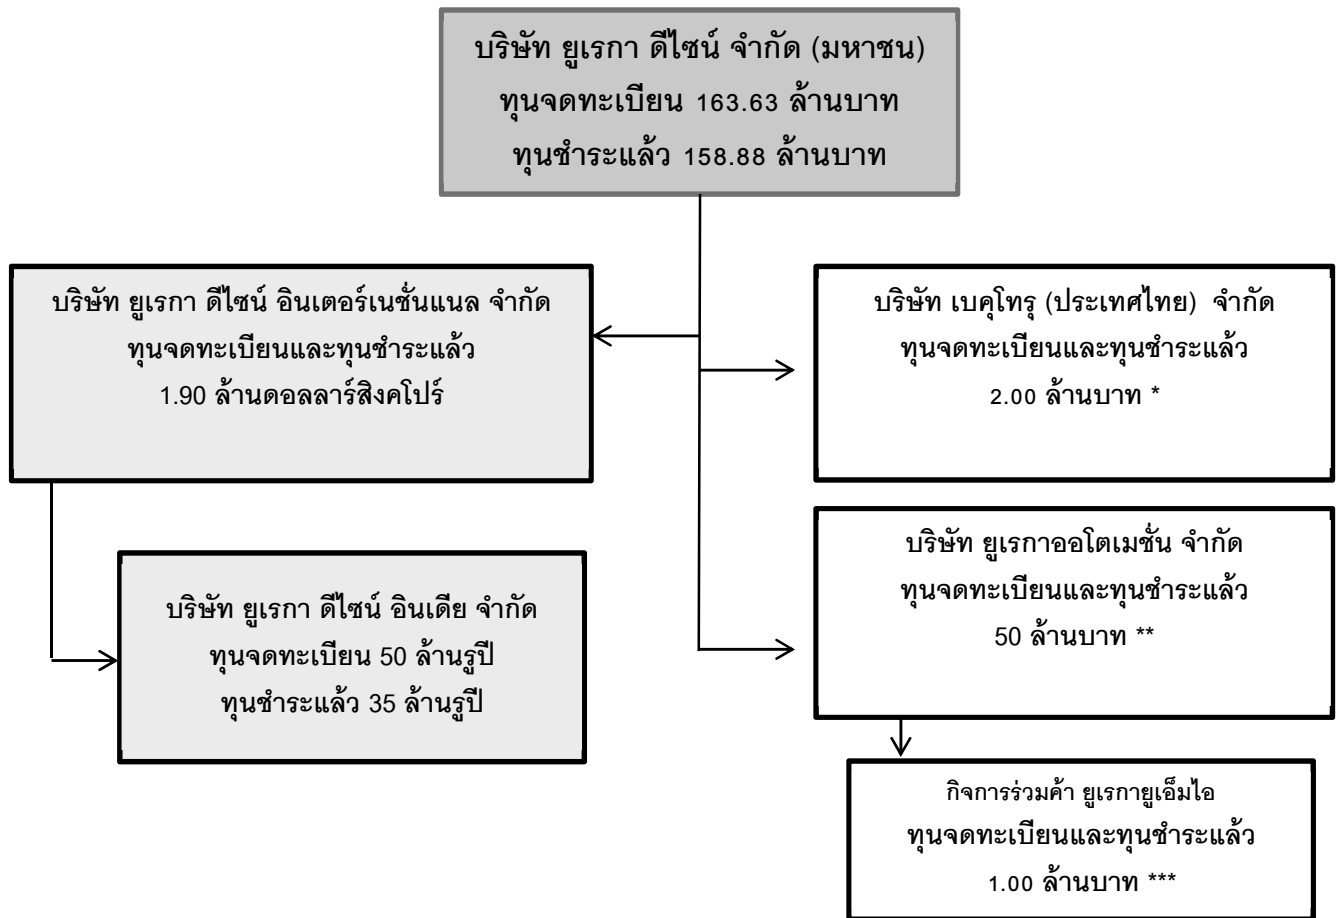 บริษัท ยูเรกา ดีไซน์ จำกัด (มหาชน)
ทุนจดทะเบียน 163.63 ล้านบาท
ทุนชำระแล้ว 158.88 ล้านบาท
บริษัท ยูเรกา ดีไซน์ อินเตอร์เนชั่นแนล จำกัด
ทุนจดทะเบียนและทุนชำระแล้ว
1.90 ล้านดอลลาร์สิงคโปร์
บริษัท เบคุโทรุ (ประเทศไทย) จำกัด
ทุนจดทะเบียนและทุนชำระแล้ว
2.00 ล้านบาท *
บริษัท ยูเรกา ดีไซน์ อินเดีย จำกัด
ทุนจดทะเบียน 50 ล้านรูปี
ทุนชำระแล้ว 35 ล้านรูปี
บริษัท ยูเรกาออโตเมชั่น จำกัด
ทุนจดทะเบียนและทุนชำระแล้ว
50 ล้านบาท **
กิจการร่วมค้า ยูเรกายูเอ็มไอ
ทุนจดทะเบียนและทุนชำระแล้ว
1.00 ล้านบาท ***